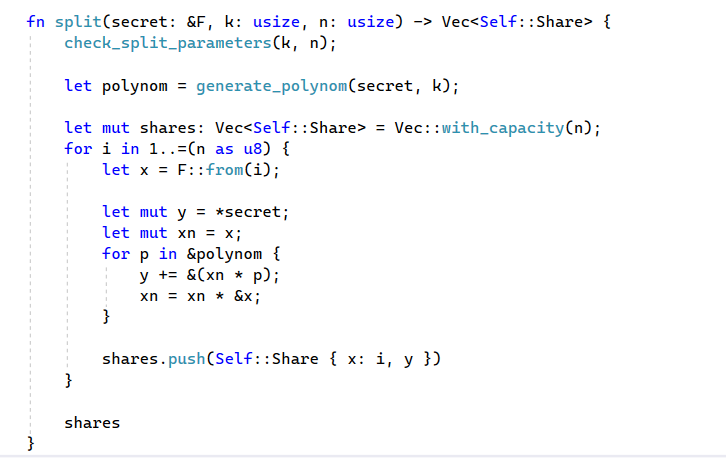 fn split(secret: &F, k: usize, n: usize) -> Vec<Self::Share> {
    check_split_parameters(k, n);

    let polynom = generate_polynom(secret, k);

    let mut shares: Vec<Self::Share> = Vec::with_capacity(n);
    for i in 1..=(n as u8) {
        let x = F::from(i);

        let mut y = *secret;
        let mut xn = x;
        for p in &polynom {
            y += &(xn * p);
            xn = xn * &x;
        }

        shares.push(Self::Share { x: i, y })
    }

    shares
}